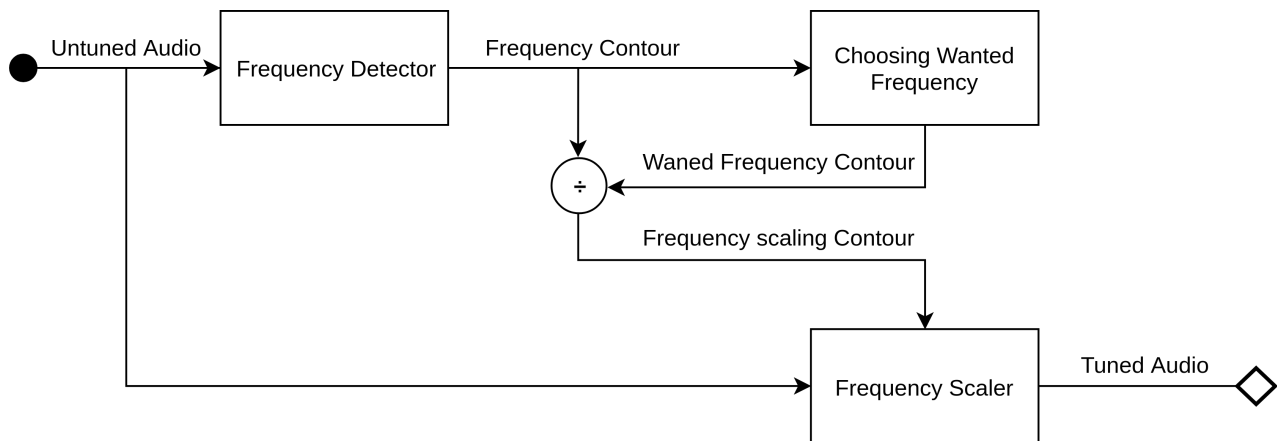 Untuned Audio
Frequency Detector
Frequency Contour
Choosing Wanted
Frequency
Waned Frequency Contour
÷
Frequency scaling Contour
Frequency Scaler
Tuned Audio